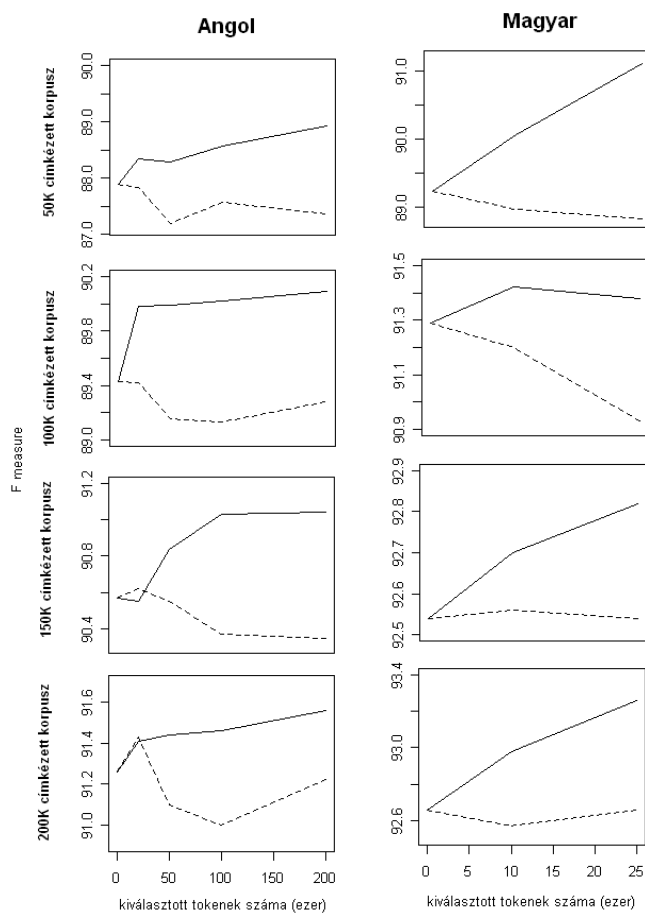 Angol
Magyar
F measure
50K címkézett korpusz
90.0
89.0
88.0
87.0
91.0
90.0
89.0
100K címkézett korpusz
90.2
89.8
89.4
89.0
91.5
91.3
91.1
90.9
150K címkézett korpusz
91.2
90.8
90.4
92.9
92.8
92.7
92.6
92.5
200K címkézett korpusz
91.6
91.4
91.2
91.0
93.4
93.0
92.6
0 50 100 150 200
0 5 10 15 20 25
kiválasztott tokenek száma (ezer)
kiválasztott tokenek száma (ezer)